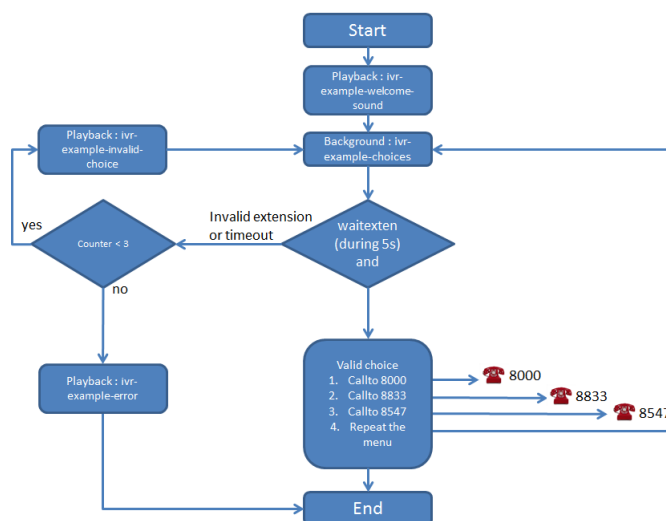 Start
Playback : ivr-
example-welcome-
sound
Playback : ivr-
example-invalid-
choice
Background : ivr-
example-choices
yes
Counter < 3
Invalid extension
or timeout
waitexten
(during 5s)
and
no
Playback : ivr-
example-error
Valid choice
1. Callto 8000
2. Callto 8833
3. Callto 8547
4. Repeat the
menu
8000
8833
8547
End